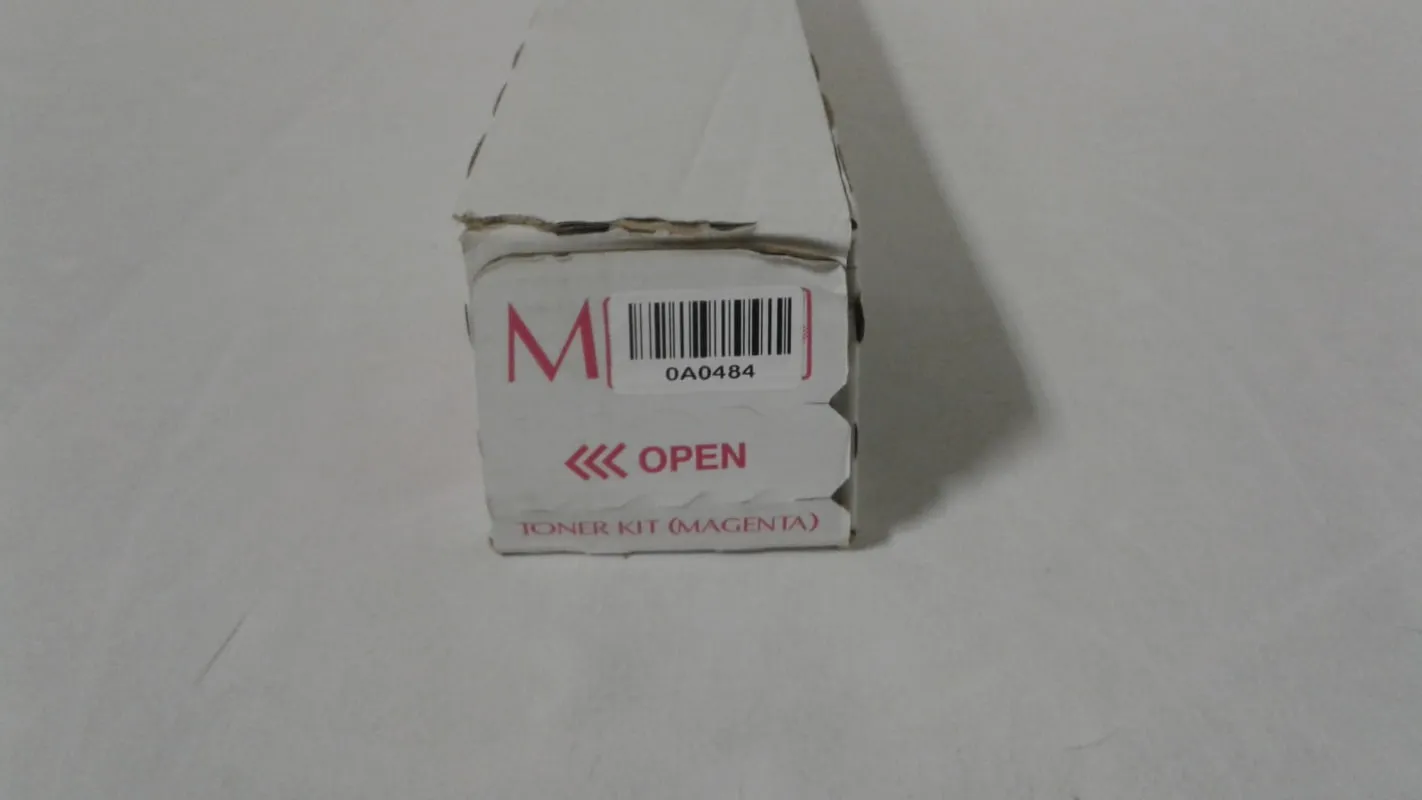 M
0A0484
<<< OPEN
TONER KIT (MAGENTA)